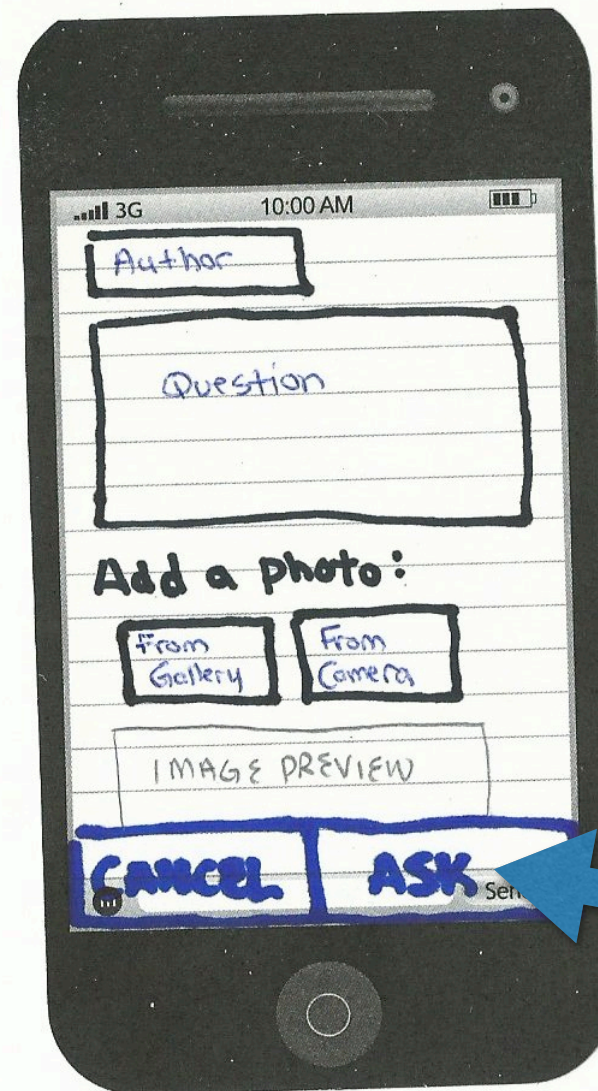 3G 10:00 AM
Author
Question
Add a photo:
From From
Gallery Camera
IMAGE PREVIEW
CANCEL ASK